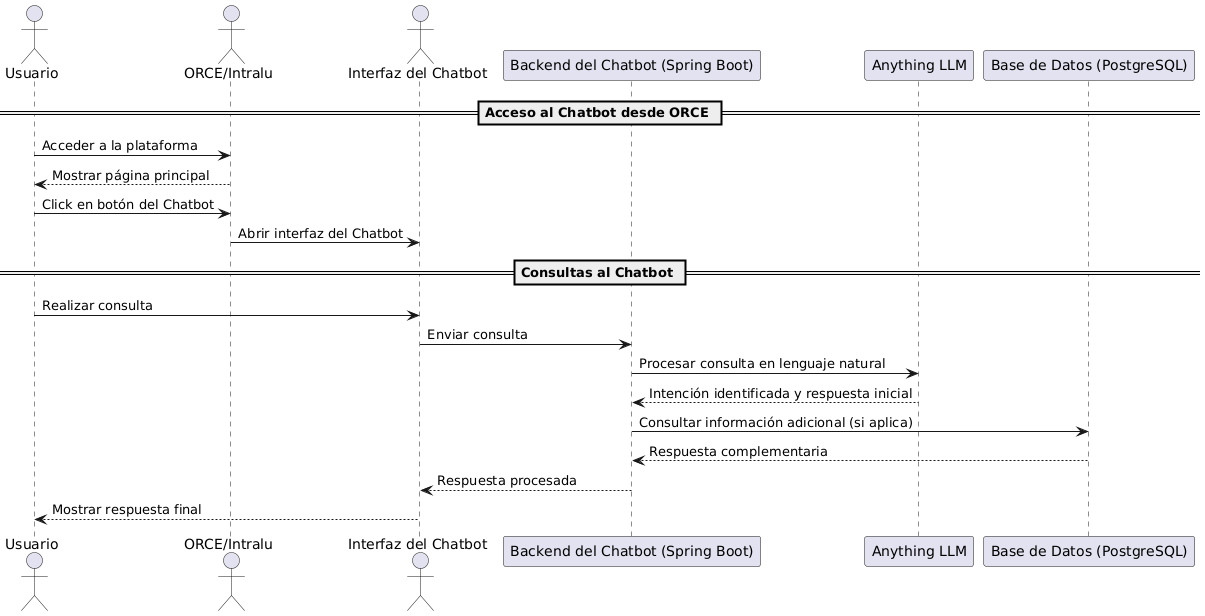 Usuario
ORCE/Intralu
Interfaz del Chatbot
Backend del Chatbot (Spring Boot)
Anything LLM
Base de Datos (PostgreSQL)
Acceso al Chatbot desde ORCE
Acceder a la plataforma
Mostrar página principal
Click en botón del Chatbot
Abrir interfaz del Chatbot
Consultas al Chatbot
Realizar consulta
Enviar consulta
Procesar consulta en lenguaje natural
Intención identificada y respuesta inicial
Consultar información adicional (si aplica)
Respuesta complementaria
Respuesta procesada
Mostrar respuesta final
Usuario
ORCE/Intralu
Interfaz del Chatbot
Backend del Chatbot (Spring Boot)
Anything LLM
Base de Datos (PostgreSQL)